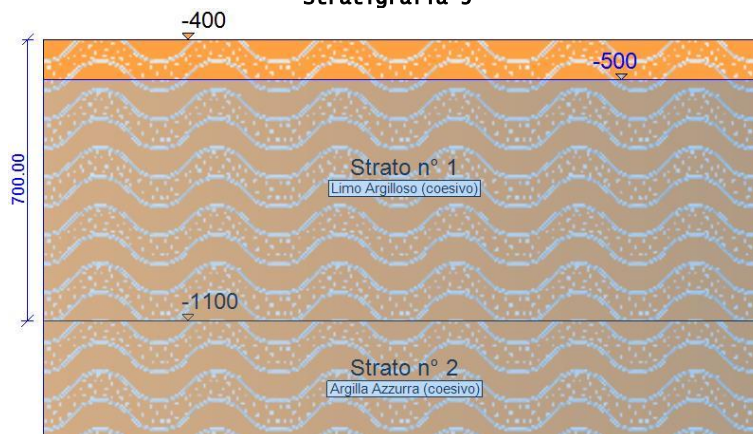 -400
-500
700.00
Strato n° 1
Limo Argilloso (coesivo)
-1100
Strato n° 2
Argilla Azzurra (coesivo)